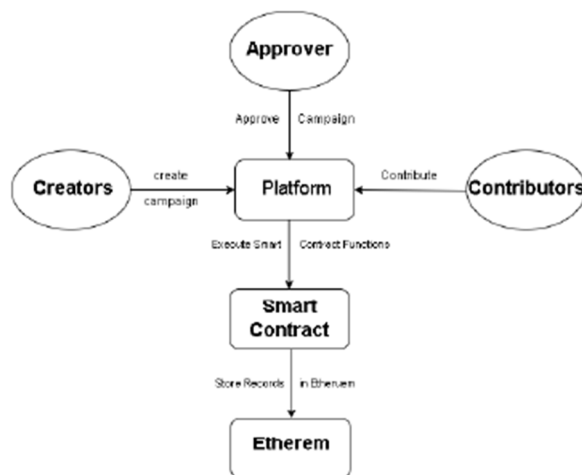 Approver
Approve Campaign
Creators
create
campaign
Platform
Contribute
Contributors
Execute Smart Contract Functions
Smart
Contract
Store Records in Etheruem
Etherem